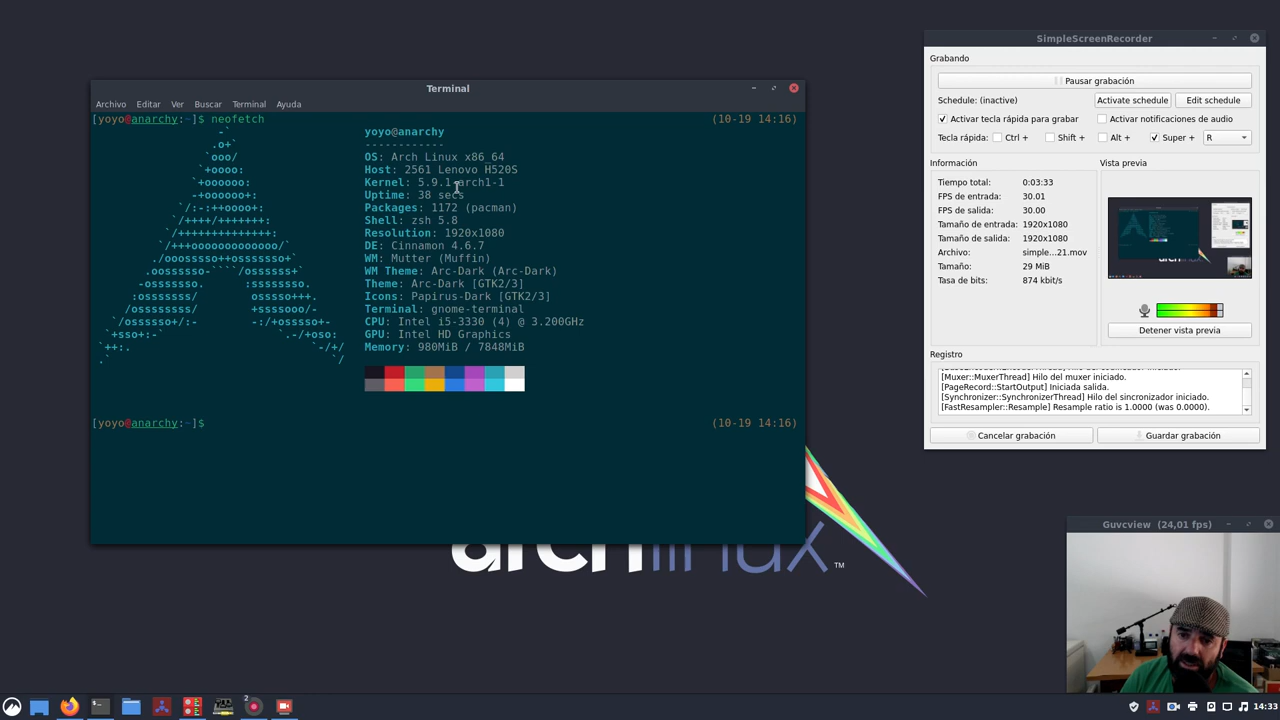 Terminal
Archivo Editar Ver Buscar Terminal Ayuda
[yoyo@anarchy:~]$ neofetch (10-19 14:16)
yoyo@anarchy
------------
OS: Arch Linux x86_64
Host: 2561 Lenovo H520S
Kernel: 5.9.1-arch1-1
Uptime: 38 secs
Packages: 1172 (pacman)
Shell: zsh 5.8
Resolution: 1920x1080
DE: Cinnamon 4.6.7
WM: Mutter (Muffin)
WM Theme: Arc-Dark (Arc-Dark)
Theme: Arc-Dark [GTK2/3]
Icons: Papirus-Dark [GTK2/3]
Terminal: gnome-terminal
CPU: Intel i5-3330 (4) @ 3.200GHz
GPU: Intel HD Graphics
Memory: 980MiB / 7848MiB
[yoyo@anarchy:~]$ (10-19 14:16)
archlinux™
SimpleScreenRecorder
Grabando
Pausar grabación
Schedule: (inactive) Activate schedule Edit schedule
Activar tecla rápida para grabar Activar notificaciones de audio
Tecla rápida: Ctrl + Shift + Alt + Super + R
Información
Tiempo total: 0:03:33
FPS de entrada: 30.01
FPS de salida: 30.00
Tamaño de entrada: 1920x1080
Tamaño de salida: 1920x1080
Archivo: simple...21.mov
Tamaño: 29 MiB
Tasa de bits: 874 kbit/s
Vista previa
Detener vista previa
Registro
[Muxer::MuxerThread] Hilo del muxer iniciado.
[PageRecord::StartOutput] Iniciada salida.
[Synchronizer::SynchronizerThread] Hilo del sincronizador iniciado.
[FastResampler::Resample] Resample ratio is 1.0000 (was 0.0000).
Cancelar grabación Guardar grabación
Guvcview (24,01 fps)
2
14:33